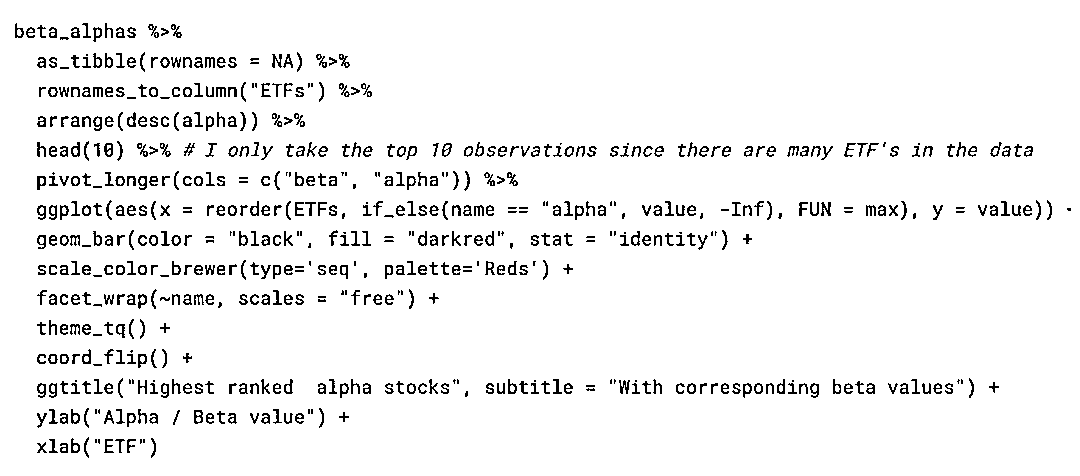 beta_alphas %>%
  as_tibble(rownames = NA) %>%
  rownames_to_column("ETFs") %>%
  arrange(desc(alpha)) %>%
  head(10) %>% # I only take the top 10 observations since there are many ETF's in the data
  pivot_longer(cols = c("beta", "alpha")) %>%
  ggplot(aes(x = reorder(ETFs, if_else(name == "alpha", value, -Inf), FUN = max), y = value)) +
  geom_bar(color = "black", fill = "darkred", stat = "identity") +
  scale_color_brewer(type='seq', palette='Reds') +
  facet_wrap(~name, scales = "free") +
  theme_tq() +
  coord_flip() +
  ggtitle("Highest ranked  alpha stocks", subtitle = "With corresponding beta values") +
  ylab("Alpha / Beta value") +
  xlab("ETF")